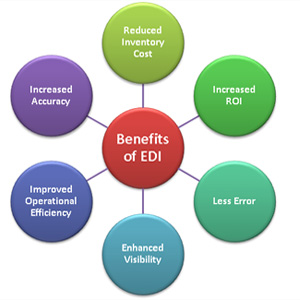 Reduced
Inventory
Cost
Increased
Accuracy
Increased
ROI
Benefits
of EDI
Improved
Operational
Efficiency
Less Error
Enhanced
Visibility